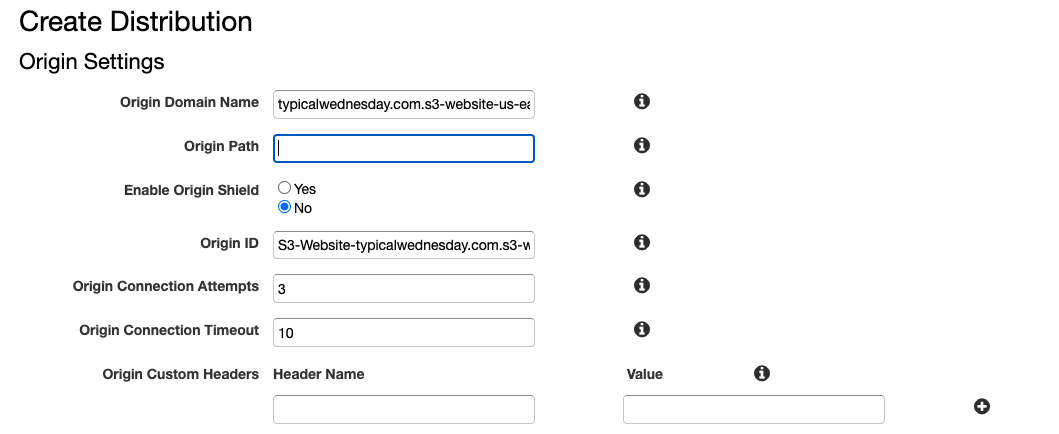 Create Distribution
Origin Settings
Origin Domain Name typicalwednesday.com.s3-website-us-ea
Origin Path
Enable Origin Shield Yes
No
Origin ID S3-Website-typicalwednesday.com.s3-w
Origin Connection Attempts 3
Origin Connection Timeout 10
Origin Custom Headers Header Name Value